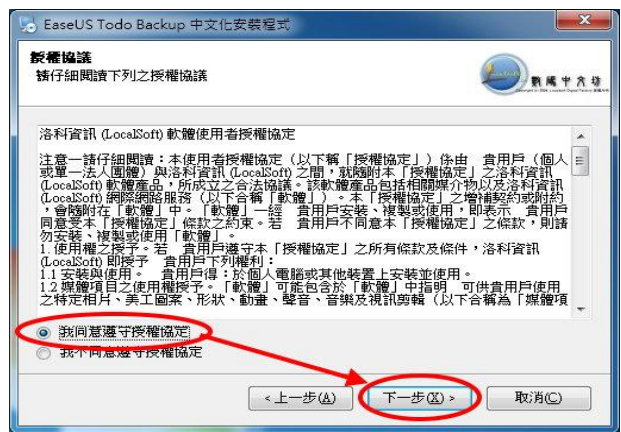 EaseUS Todo Backup 中文化安裝程式
授權協議
請仔細閱讀下列之授權協議
洛科資訊 (LocalSoft) 軟體使用者授權協定
注意－請仔細閱讀：本使用者授權協定（以下稱「授權協定」）係由　貴用戶（個人
或單一法人團體）與洛科資訊 (LocalSoft) 之間，就隨附本「授權協定」之洛科資訊
(LocalSoft) 軟體產品，所成立之合法協議。該軟體產品包括相關媒介物以及洛科資訊
(LocalSoft) 網際網路服務（以下合稱「軟體」）。本「授權協定」之增補契約或附約
，會隨附在「軟體」中。「軟體」一經　貴用戶安裝、複製或使用，即表示　貴用戶
同意受本「授權協定」條款之約束。若　貴用戶不同意本「授權協定」之條款，則請
勿安裝、複製或使用「軟體」。
1. 使用權之授予。若　貴用戶遵守本「授權協定」之所有條款及條件，洛科資訊
(LocalSoft) 即授予　貴用戶下列權利：
1.1 安裝與使用。　貴用戶得：於個人電腦或其他裝置上安裝並使用。
1.2 媒體項目之使用權授予。「軟體」可能包含於「軟體」中指明　可供貴用戶使用
之特定相片、美工圖案、形狀、動畫、聲音、音樂及視訊剪輯（以下合稱為「媒體項
我同意遵守授權協定
我不同意遵守授權協定
<上一步(A)
下一步(X) >
取消(C)